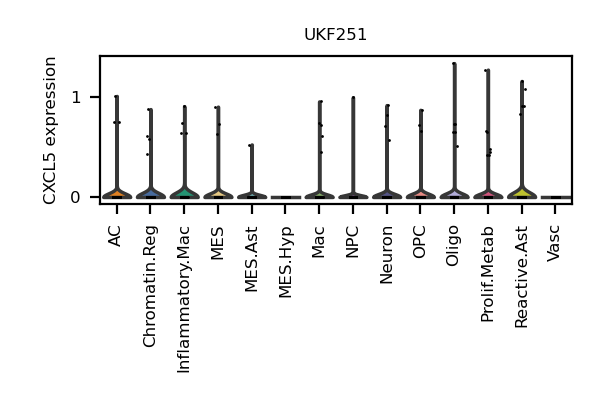 UKF251
CXCL5 expression
1
0
AC
Chromatin.Reg
Inflammatory.Mac
MES
MES.Ast
MES.Hyp
Mac
NPC
Neuron
OPC
Oligo
Prolif.Metab
Reactive.Ast
Vasc